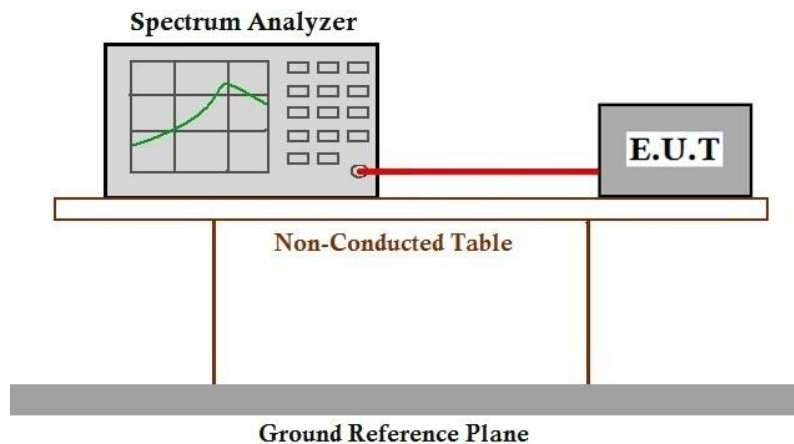 Spectrum Analyzer
E.U.T
Non-Conducted Table
Ground Reference Plane